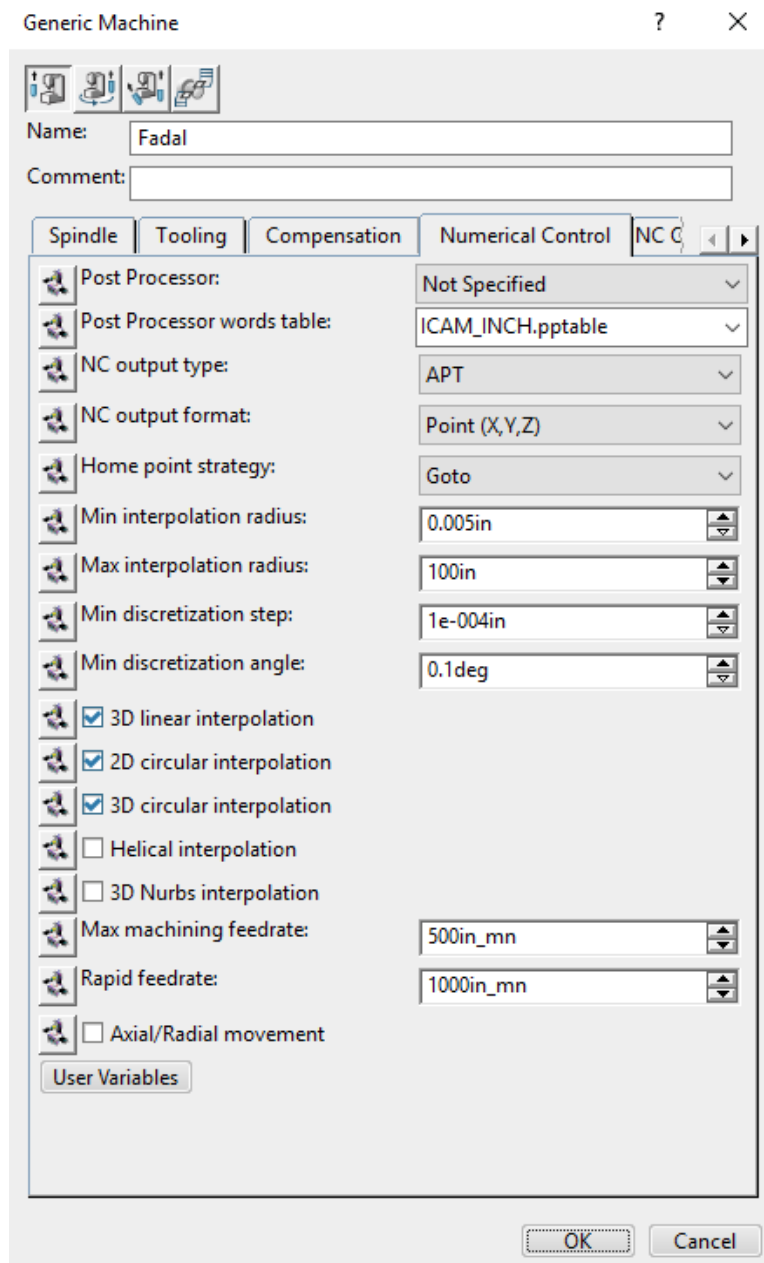 Generic Machine ? ×
Name: Fadal
Comment:
Spindle Tooling Compensation Numerical Control NC
Post Processor: Not Specified
Post Processor words table: ICAM_INCH.pptable
NC output type: APT
NC output format: Point (X,Y,Z)
Home point strategy: Goto
Min interpolation radius: 0.005in
Max interpolation radius: 100in
Min discretization step: 1e-004in
Min discretization angle: 0.1deg
3D linear interpolation
2D circular interpolation
3D circular interpolation
Helical interpolation
3D Nurbs interpolation
Max machining feedrate: 500in_mn
Rapid feedrate: 1000in_mn
Axial/Radial movement
User Variables
OK Cancel